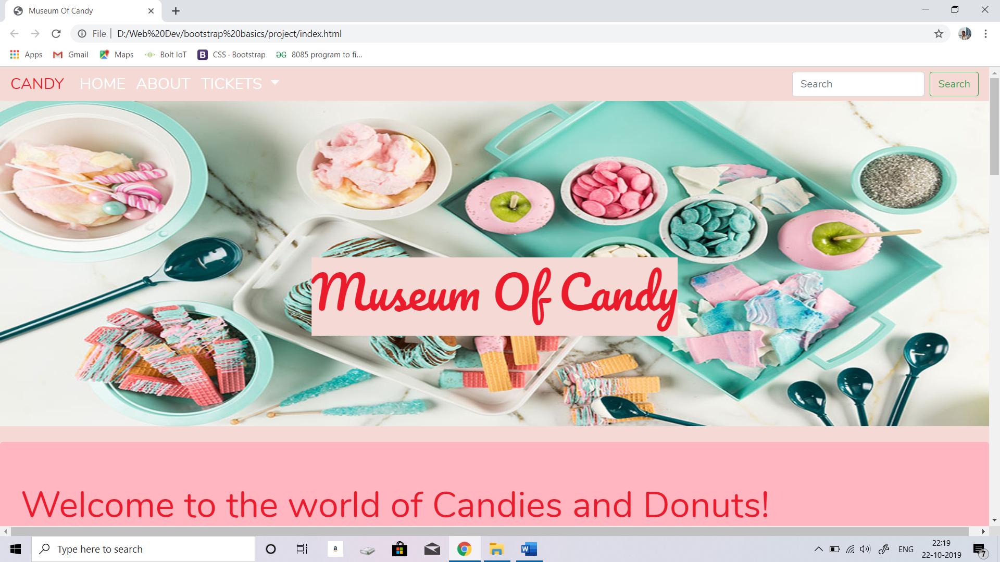 Museum Of Candy
File D:/Web%20Dev/bootstrap%20basics/project/index.html
Apps Gmail Maps Bolt IoT B CSS · Bootstrap GG 8085 program to fi...
CANDY HOME ABOUT TICKETS Search Search
Museum Of Candy
Welcome to the world of Candies and Donuts!
Type here to search a W ENG 22:19
22-10-2019 7